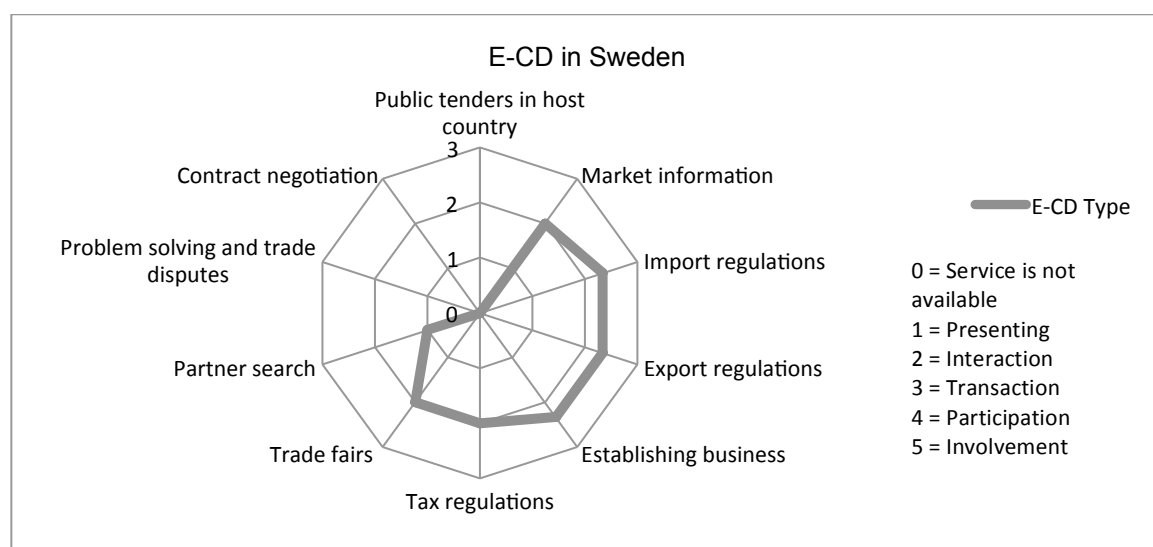 E-CD in Sweden
Public tenders in host
country
3
Contract negotiation
Market information
2
Problem solving and trade
disputes
1
Import regulations
0
Partner search
Export regulations
Trade fairs
Establishing business
Tax regulations
E-CD Type
0 = Service is not
available
1 = Presenting
2 = Interaction
3 = Transaction
4 = Participation
5 = Involvement